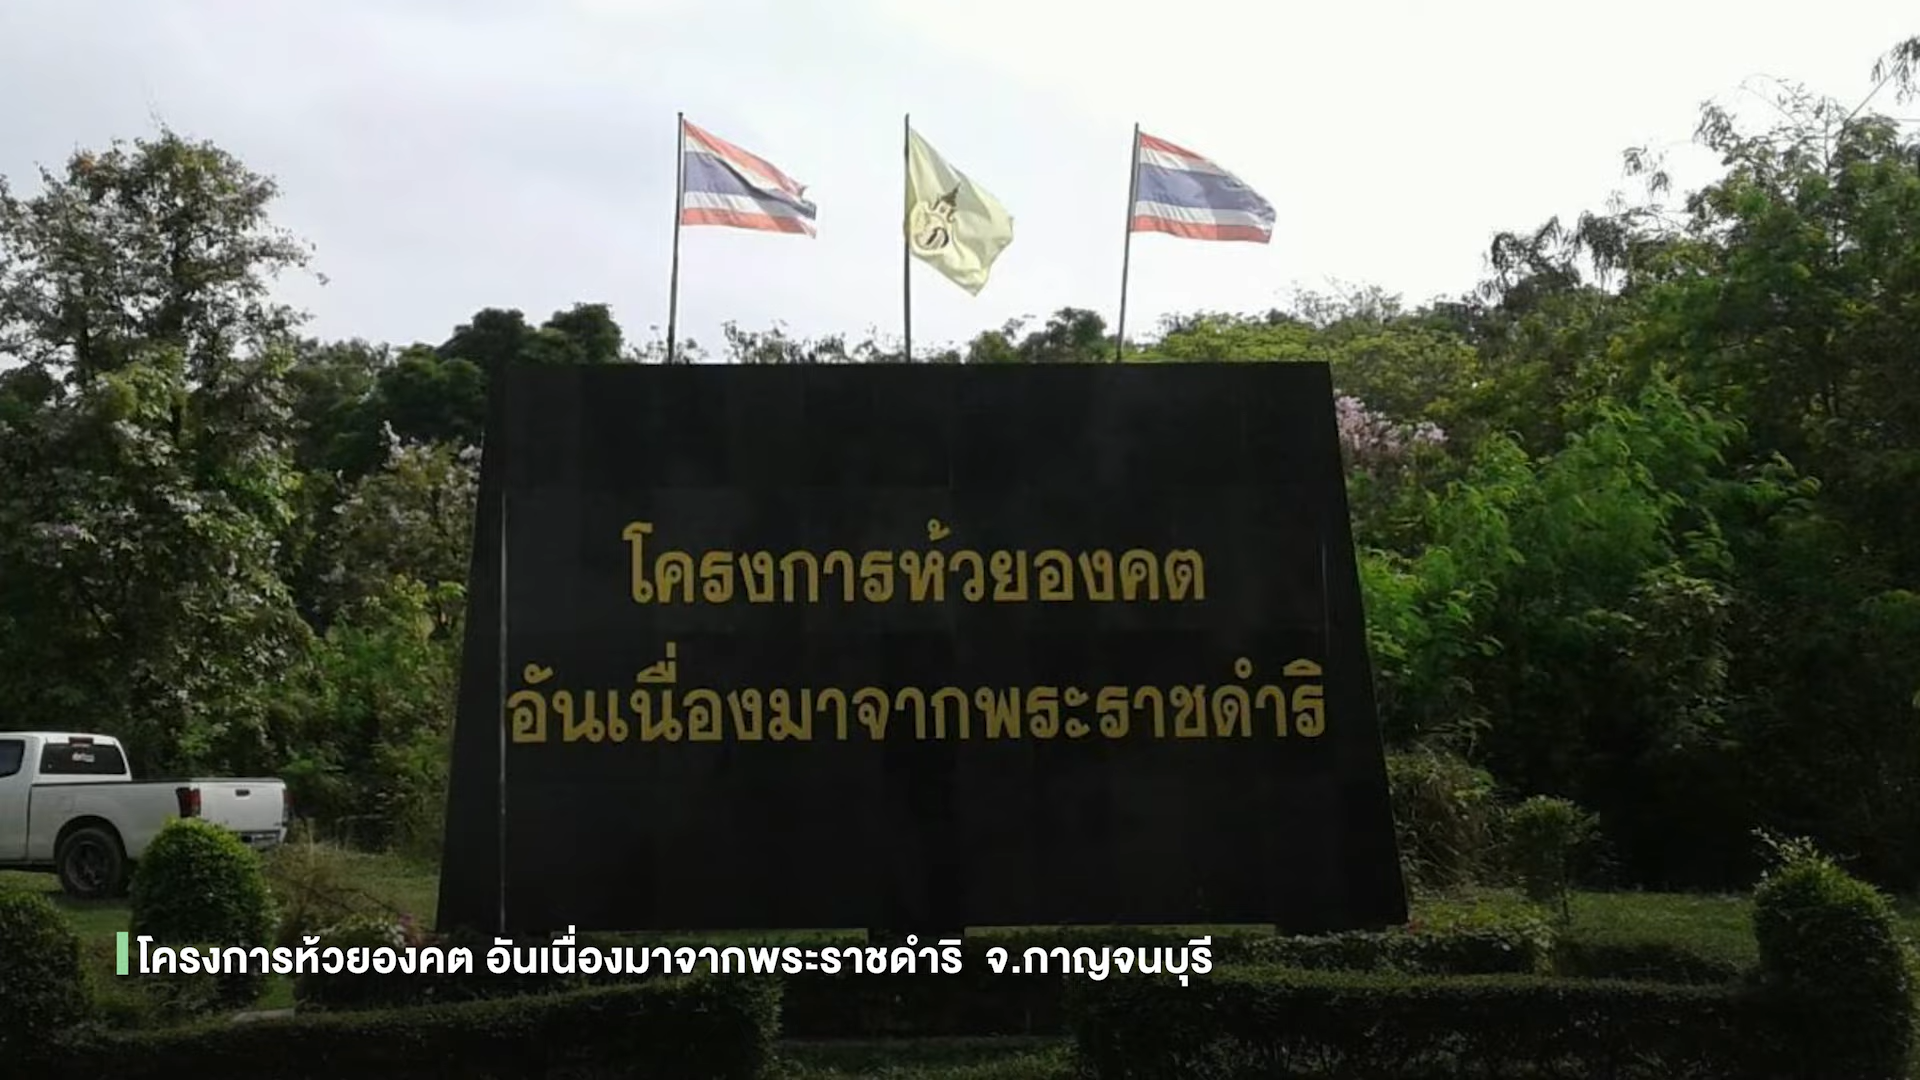 โครงการห้วยองคต
อันเนื่องมาจากพระราชดำริ
โครงการห้วยองคต อันเนื่องมาจากพระราชดำริ จ.กาญจนบุรี